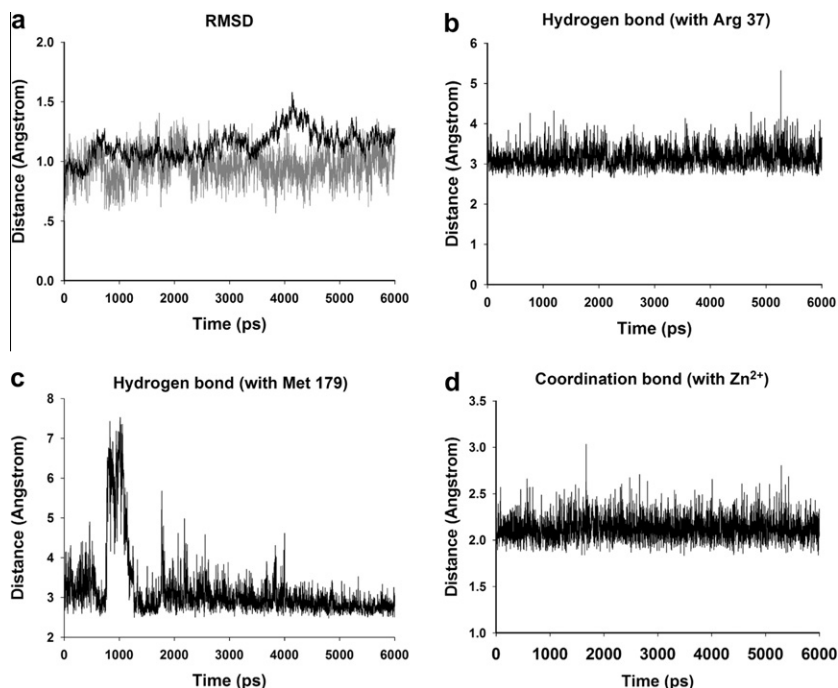 a
RMSD
Distance (Angstrom)
2.0
1.5
1.0
.5
0.0
0 1000 2000 3000 4000 5000 6000
Time (ps)
b
Hydrogen bond (with Arg 37)
Distance (Angstrom)
6
5
4
3
2
1
0
0 1000 2000 3000 4000 5000 6000
Time (ps)
c
Hydrogen bond (with Met 179)
Distance (Angstrom)
8
7
6
5
4
3
2
0 1000 2000 3000 4000 5000 6000
Time (ps)
d
Coordination bond (with Zn²⁺)
Distance (Angstrom)
3.5
3.0
2.5
2.0
1.5
1.0
0 1000 2000 3000 4000 5000 6000
Time (ps)